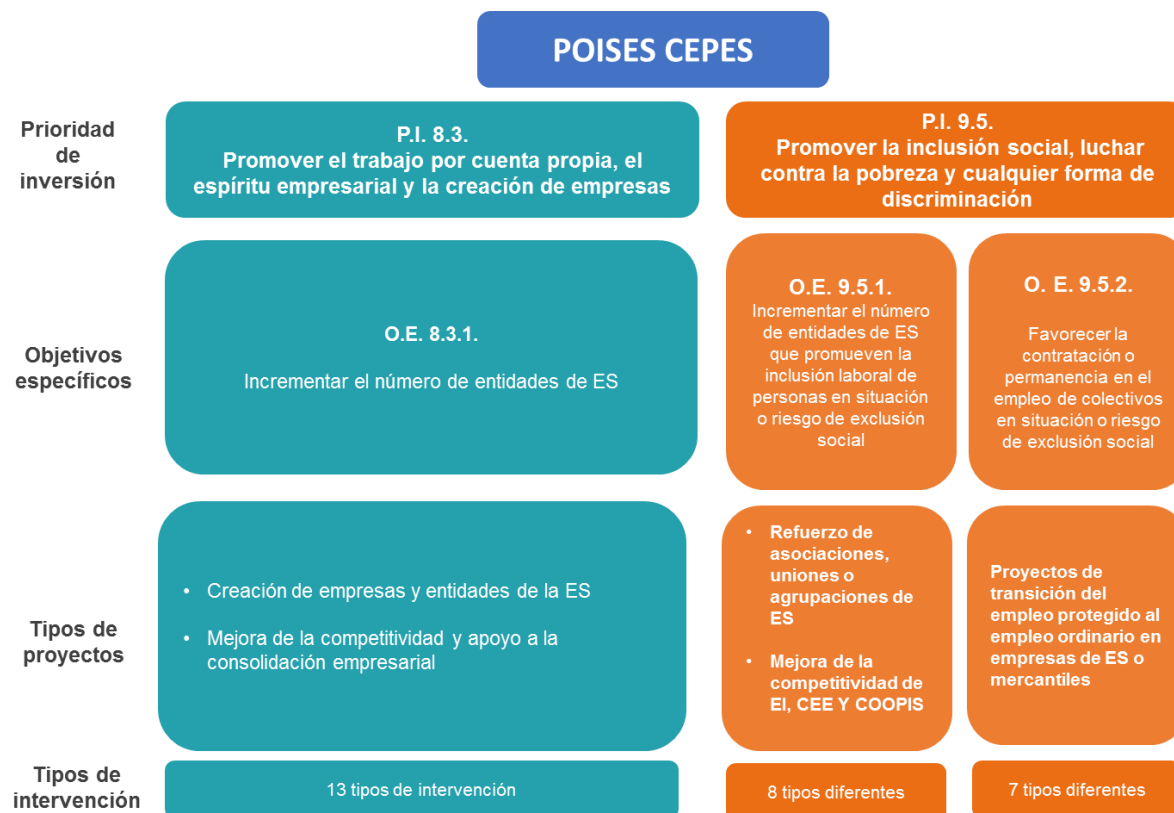 POISES CEPES
Prioridad
de
inversión
P.I. 8.3.
Promover el trabajo por cuenta propia, el
espíritu empresarial y la creación de empresas
P.I. 9.5.
Promover la inclusión social, luchar
contra la pobreza y cualquier forma de
discriminación
Objetivos
específicos
O.E. 8.3.1.
Incrementar el número de entidades de ES
O.E. 9.5.1.
Incrementar el número
de entidades de ES
que promueven la
inclusión laboral de
personas en situación
o riesgo de exclusión
social
O. E. 9.5.2.
Favorecer la
contratación o
permanencia en el
empleo de colectivos
en situación o riesgo
de exclusión social
Tipos de
proyectos
• Creación de empresas y entidades de la ES
• Mejora de la competitividad y apoyo a la
consolidación empresarial
• Refuerzo de
asociaciones,
uniones o
agrupaciones de
ES
• Mejora de la
competitividad de
EI, CEE Y COOPIS
Proyectos de
transición del
empleo protegido al
empleo ordinario en
empresas de ES o
mercantiles
Tipos de
intervención
13 tipos de intervención
8 tipos diferentes
7 tipos diferentes